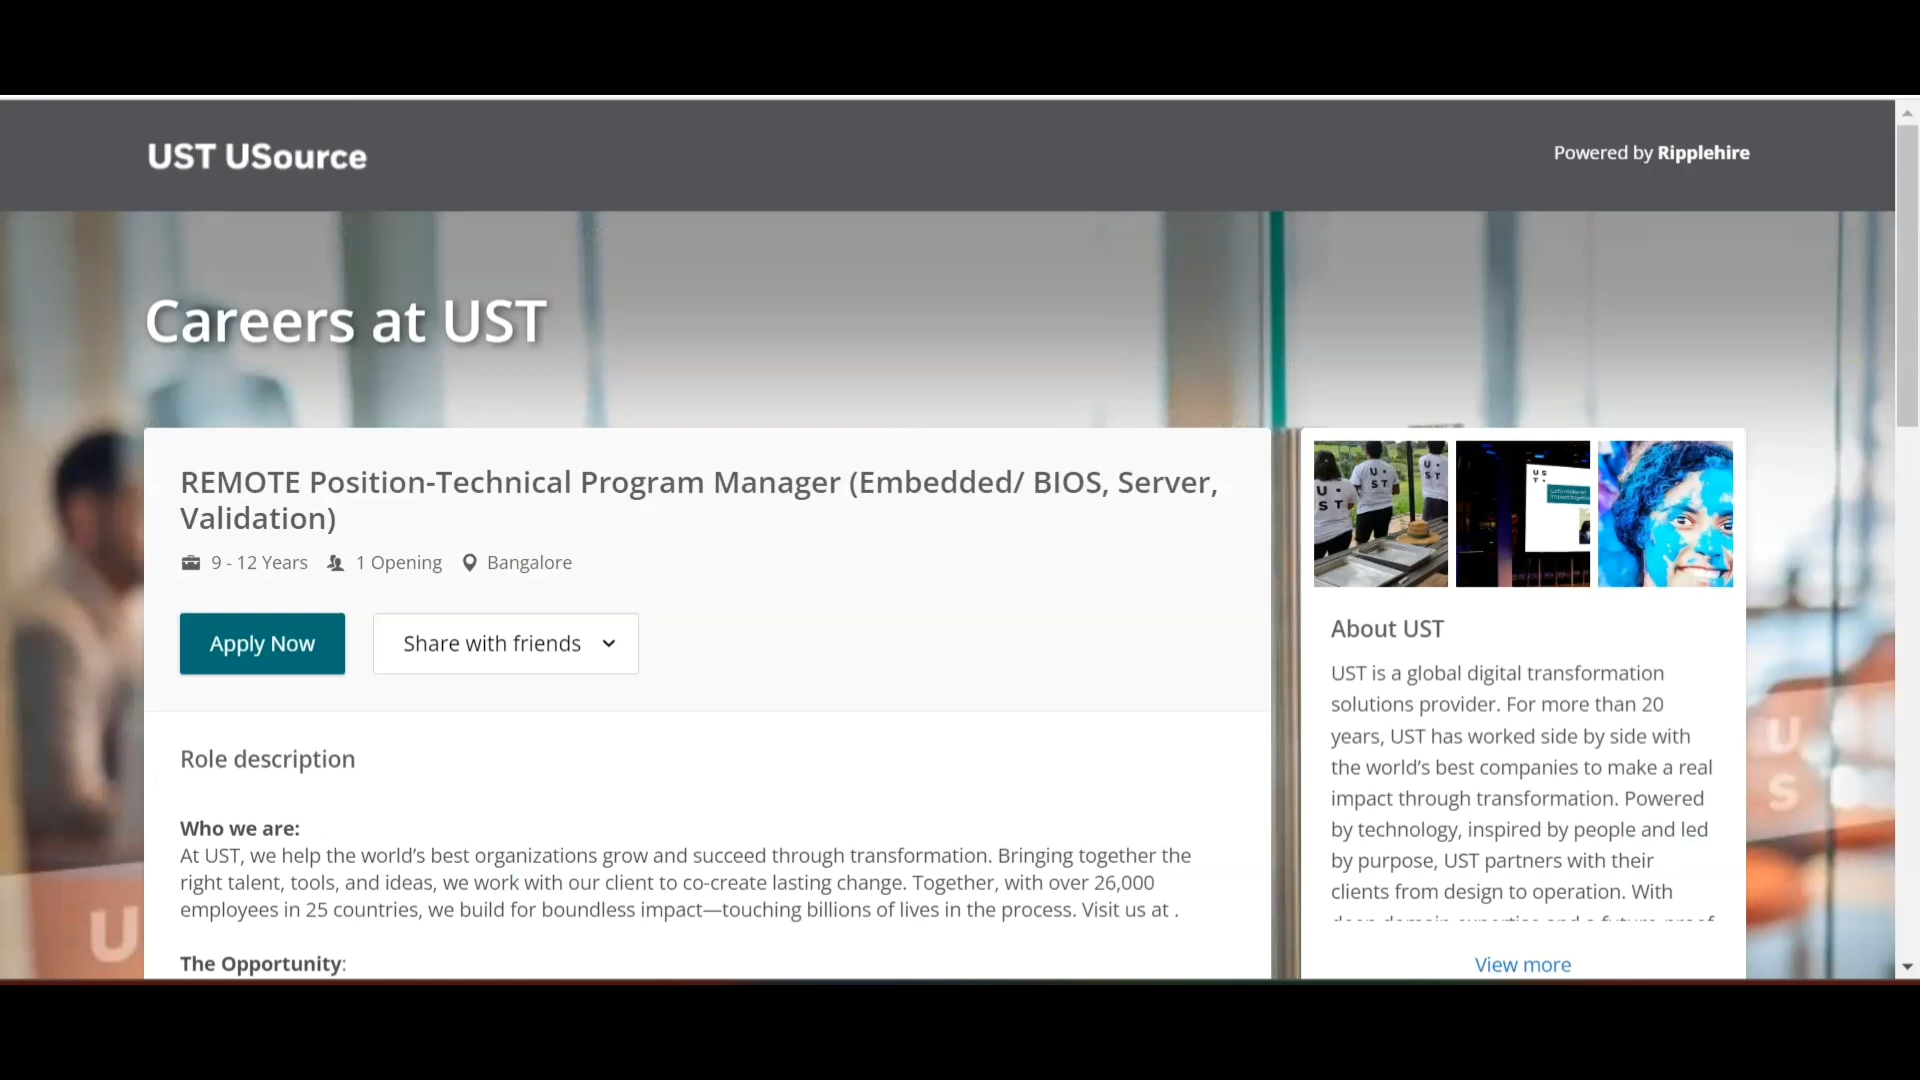 UST USource
Powered by Ripplehire
Careers at UST
REMOTE Position-Technical Program Manager (Embedded/ BIOS, Server,
Validation)
9 - 12 Years 1 Opening Bangalore
Apply Now Share with friends
Role description
Who we are:
At UST, we help the world’s best organizations grow and succeed through transformation. Bringing together the
right talent, tools, and ideas, we work with our client to co-create lasting change. Together, with over 26,000
employees in 25 countries, we build for boundless impact—touching billions of lives in the process. Visit us at .
The Opportunity:
U
ST
U
ST
U
ST
US
T
About UST
UST is a global digital transformation
solutions provider. For more than 20
years, UST has worked side by side with
the world’s best companies to make a real
impact through transformation. Powered
by technology, inspired by people and led
by purpose, UST partners with their
clients from design to operation. With
View more
U
U
S